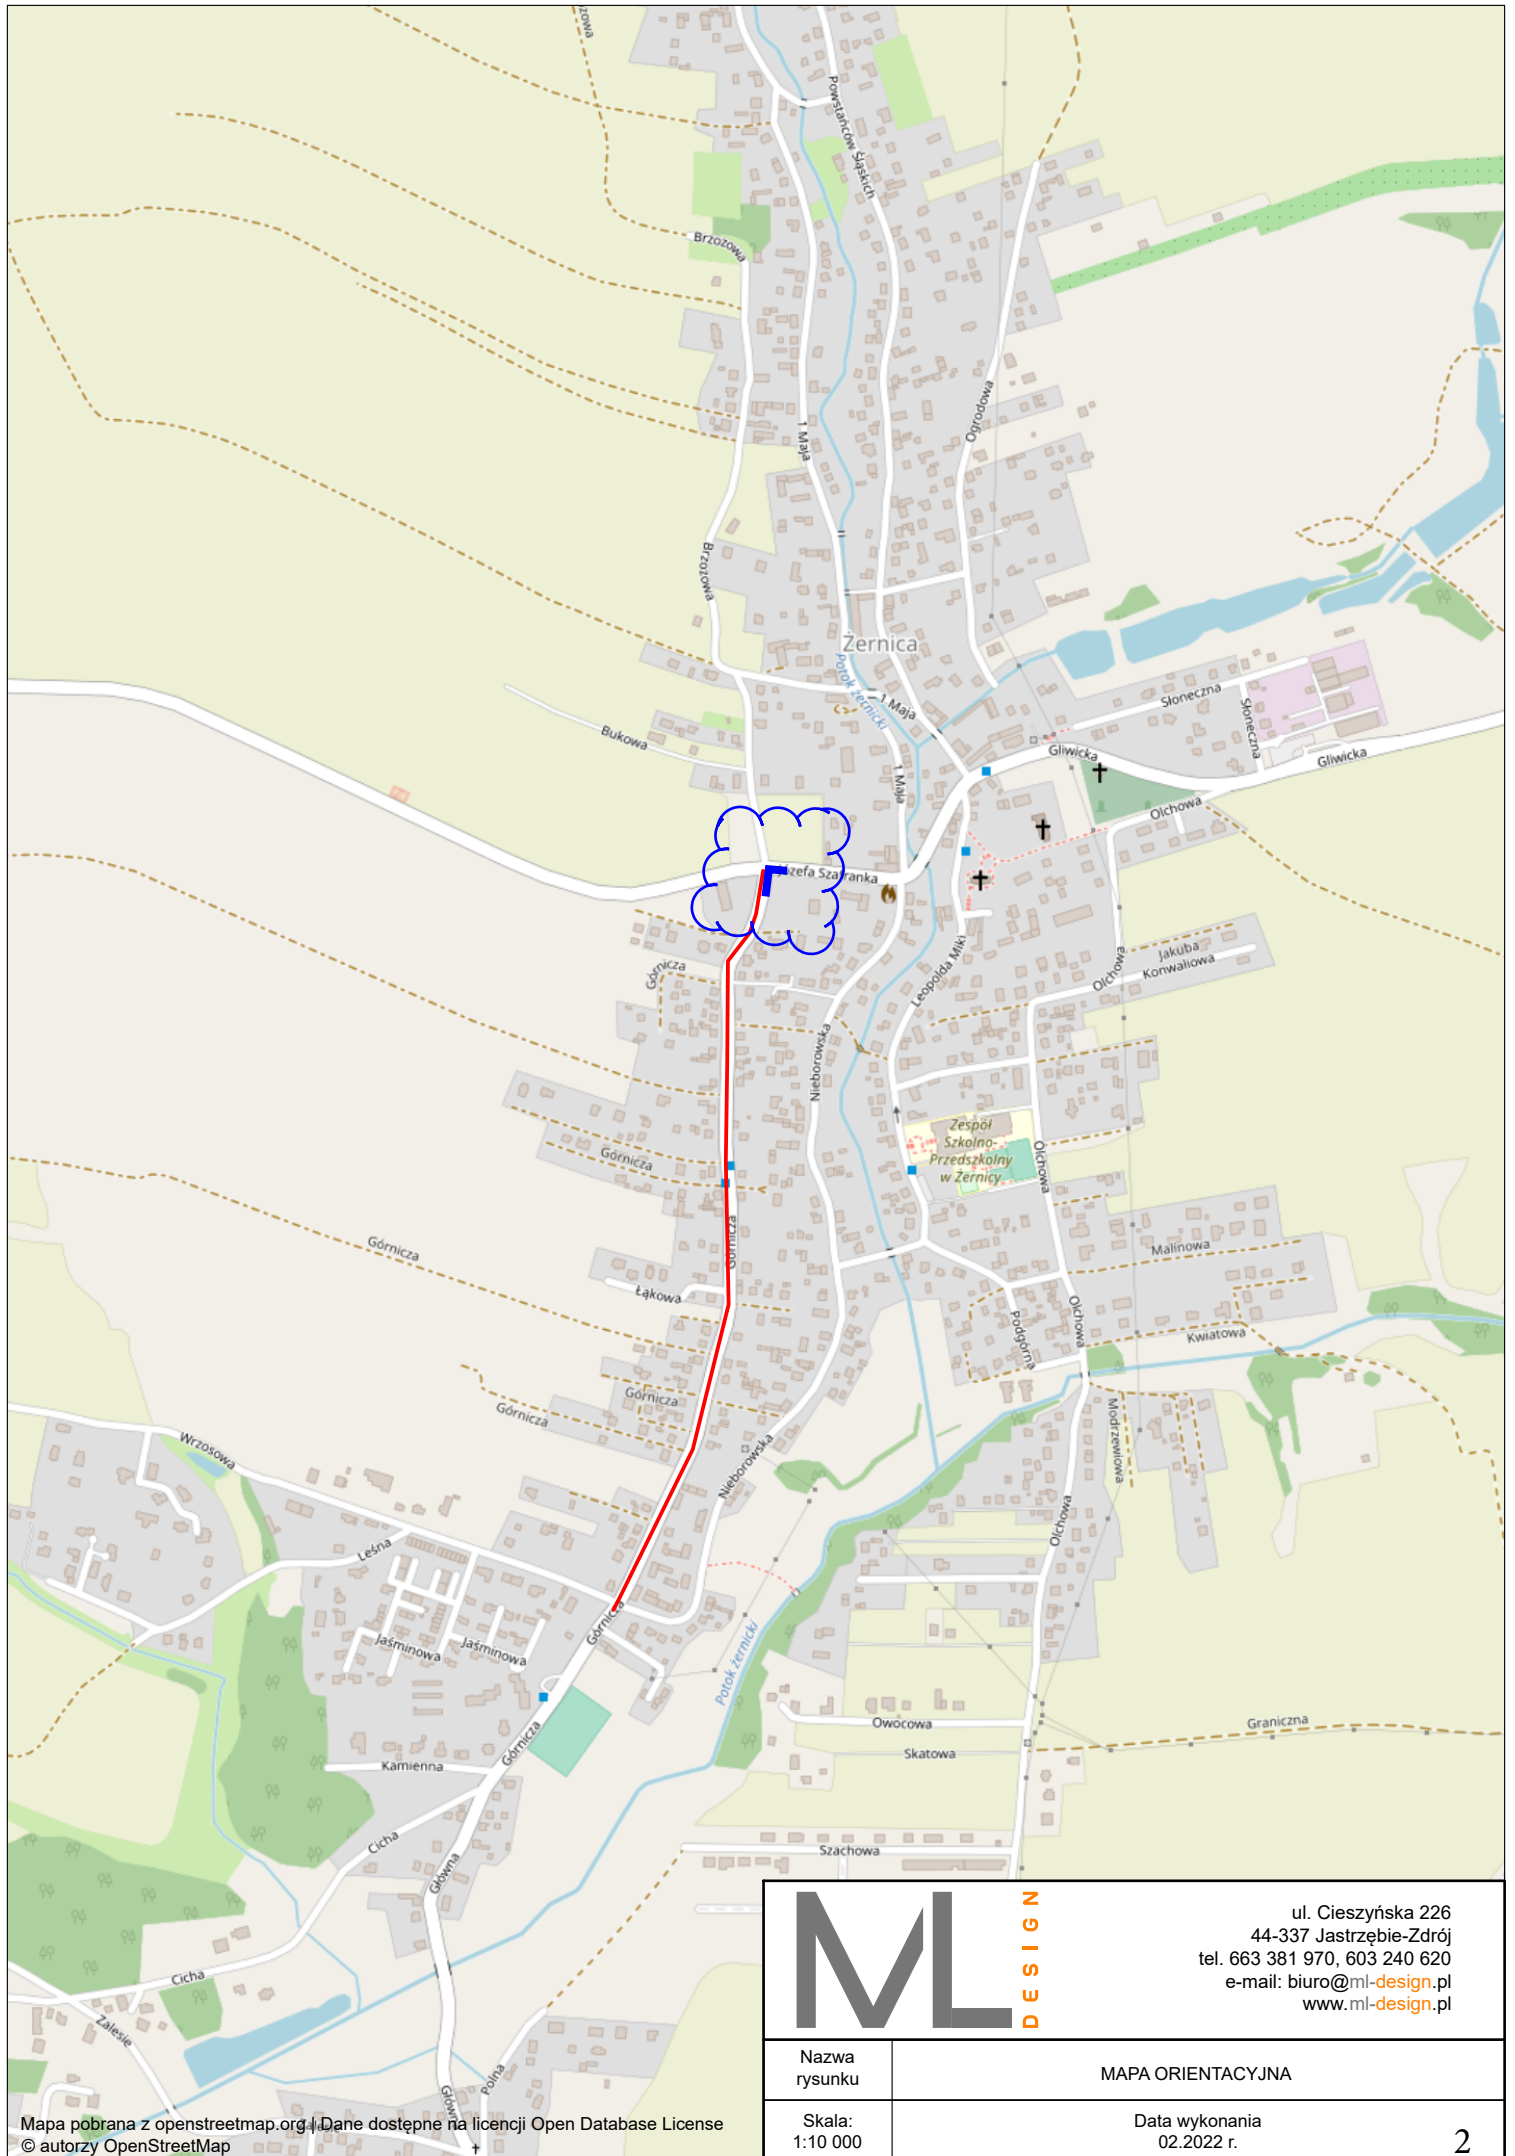 Powstańców Śląskich
Brzozowa
1 Maja
Ogrodowa
Brzozowa
Żernica
Potok żernicki
1 Maja
Słoneczna
Słoneczna
Bukowa
Gliwicka
Gliwicka
1 Maja
Olchowa
Górnicza
Leopolda Miki
Jakuba
Konwaliowa
Olchowa
Nieborowska
Zespół
Szkolno-
Przedszkolny
w Żernicy
Olchowa
Górnicza
Górnicza
Górnicza
Malinowa
Łąkowa
Olchowa
Podgórna
Kwiatowa
Górnicza
Górnicza
Modrzewiowa
Wrzosowa
Nieborowska
Olchowa
Leśna
Górnicza
Jaśminowa
Jaśminowa
Potok żernicki
Górnicza
Owocowa
Graniczna
Skatowa
Kamienna
Cicha
Szachowa
Główna
Cicha
Zalesie
Polna
ML DESIGN
ul. Cieszyńska 226
44-337 Jastrzębie-Zdrój
tel. 663 381 970, 603 240 620
e-mail: biuro@ml-design.pl
www.ml-design.pl
Nazwa
rysunku
MAPA ORIENTACYJNA
Skala:
1:10 000
Data wykonania
02.2022 r.
2
Mapa pobrana z openstreetmap.org | Dane dostępne na licencji Open Database License
© autorzy OpenStreetMap